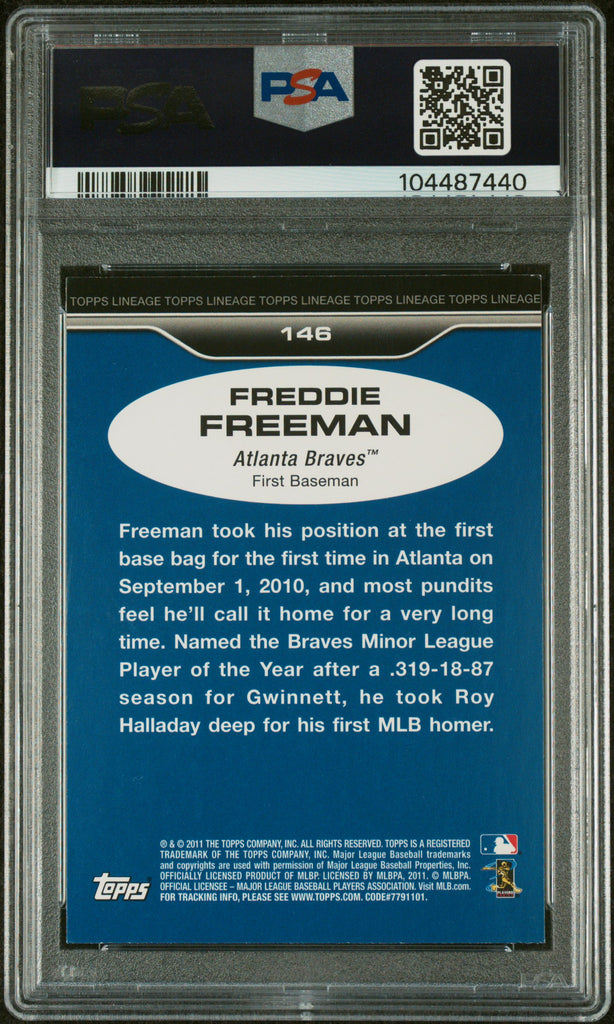 PSA
PSA
104487440
TOPPS LINEAGE TOPPS LINEAGE TOPPS LINEAGE TOPPS LINEAGE TOPPS LINEAGE
146
FREDDIE
FREEMAN
Atlanta Braves™
First Baseman
Freeman took his position at the first
base bag for the first time in Atlanta on
September 1, 2010, and most pundits
feel he'll call it home for a very long
time. Named the Braves Minor League
Player of the Year after a .319-18-87
season for Gwinnett, he took Roy
Halladay deep for his first MLB homer.
® & © 2011 THE TOPPS COMPANY, INC. ALL RIGHTS RESERVED. TOPPS IS A REGISTERED
TRADEMARK OF THE TOPPS COMPANY, INC. Major League Baseball trademarks
and copyrights are used with permission of Major League Baseball Properties, Inc.
OFFICIALLY LICENSED PRODUCT OF MLBP. LICENSED BY MLBPA, 2011. © MLBPA.
OFFICIAL LICENSEE – MAJOR LEAGUE BASEBALL PLAYERS ASSOCIATION. Visit MLB.com.
FOR TRACKING INFO, PLEASE SEE WWW.TOPPS.COM. CODE#7791101.
Topps®
PLAYERS
PSA